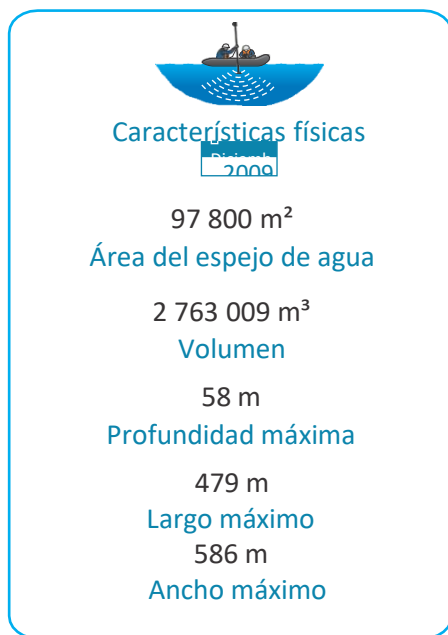 Características físicas
2009
97 800 m²
Área del espejo de agua
2 763 009 m³
Volumen
58 m
Profundidad máxima
479 m
Largo máximo
586 m
Ancho máximo